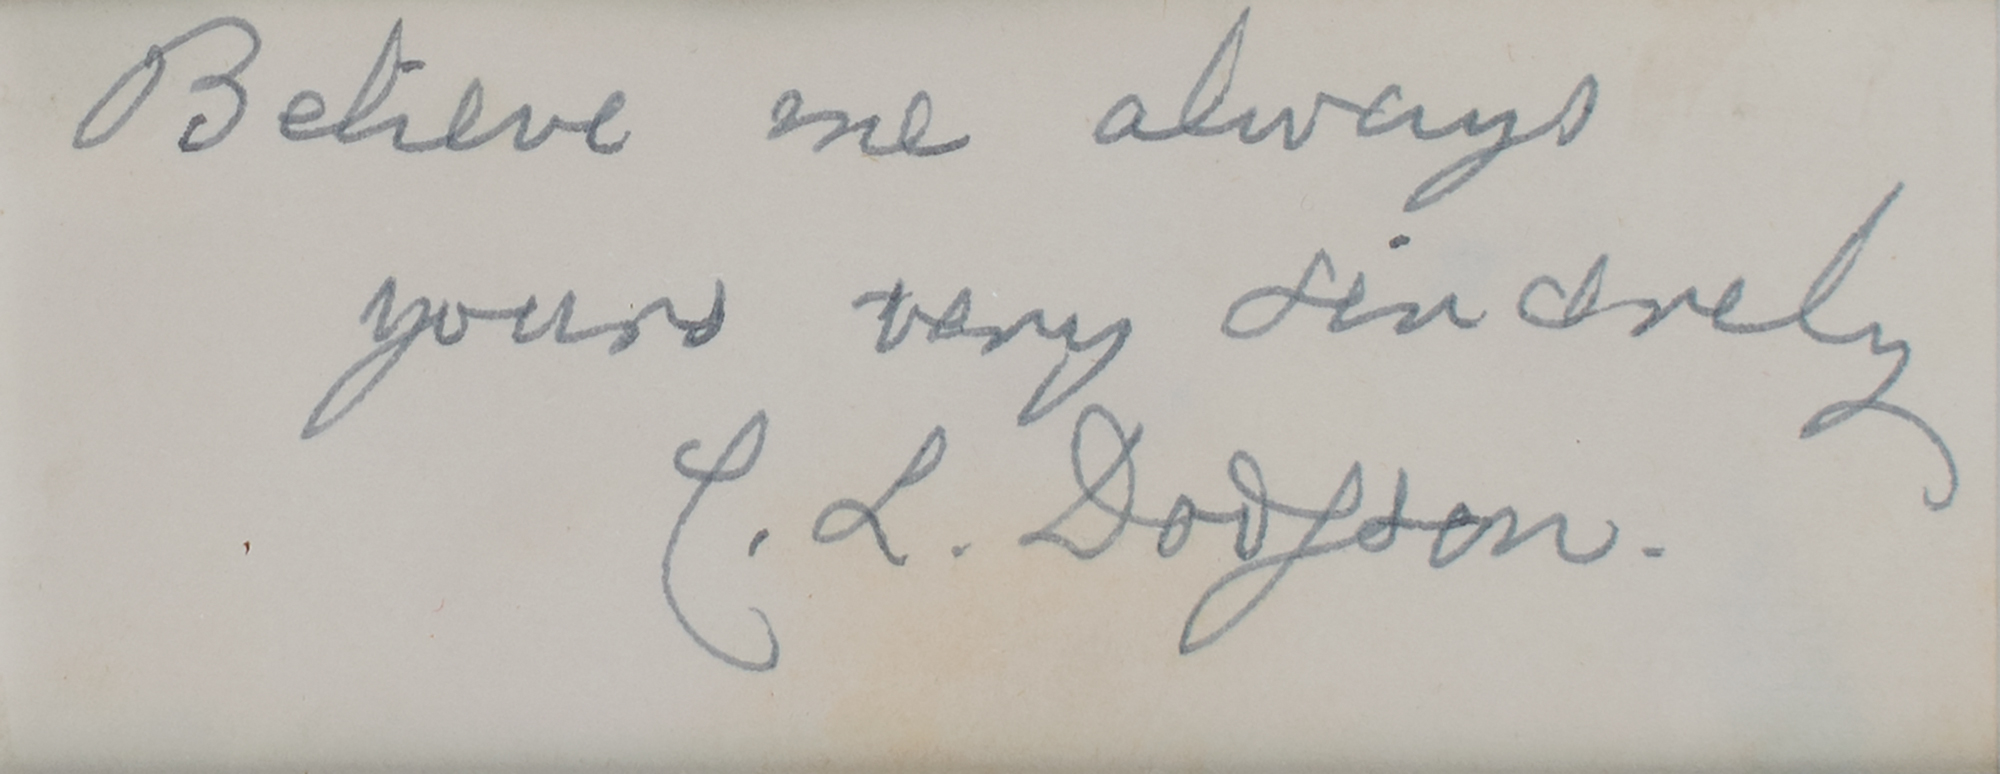 Believe me always
yours very sincerely
C. L. Dodgson.